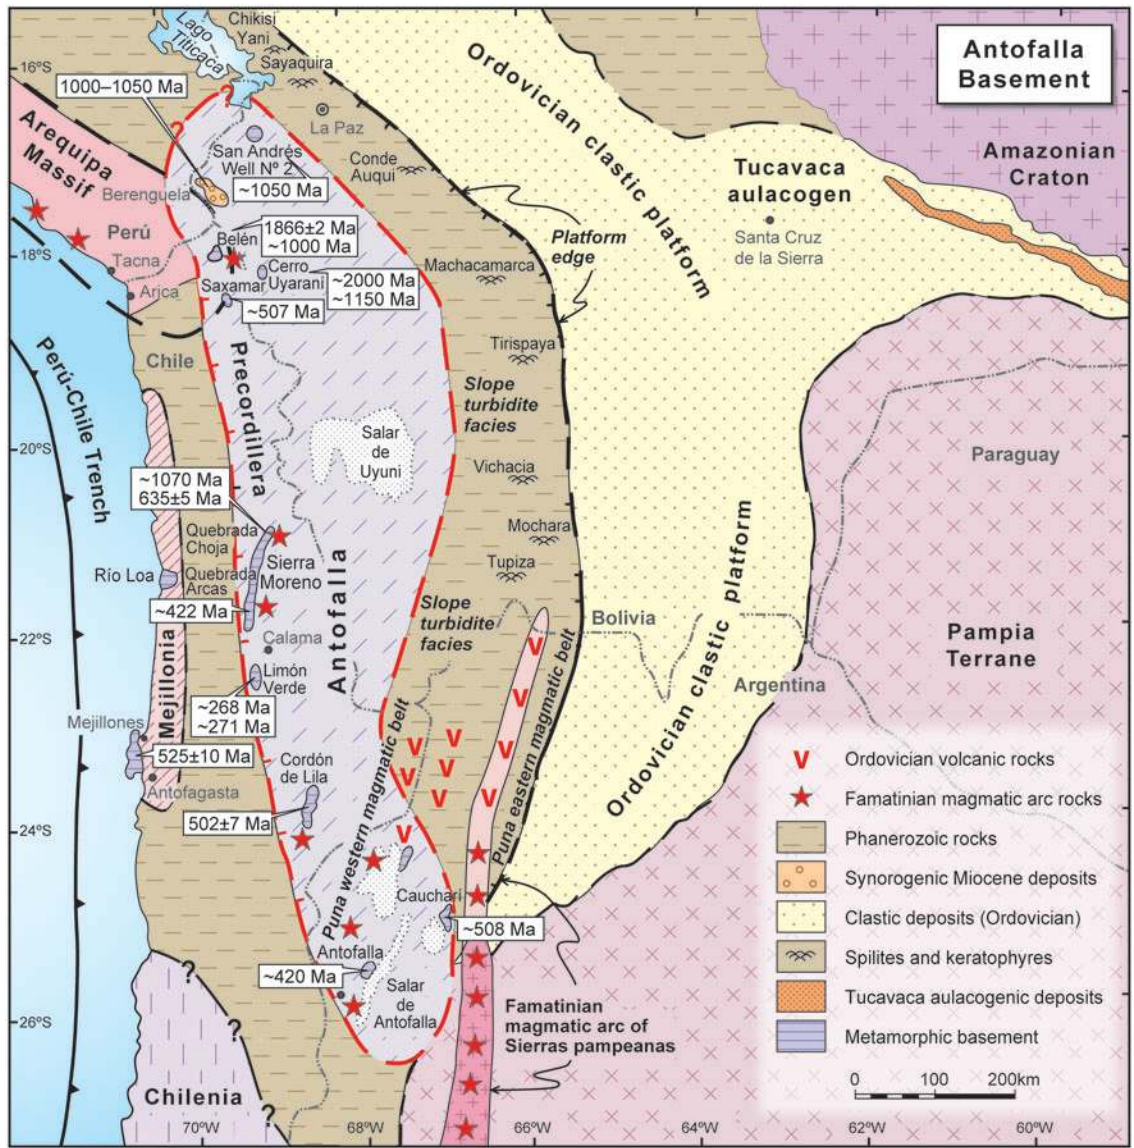 Antofalla
Basement
Lago
Titicaca
Chikisi
Yani
Sayaquira
16°S
1000–1050 Ma
La Paz
Ordovician clastic platform
Arequipa
Massif
San Andrés
Well Nº 2
~1050 Ma
Conde
Auqui
Tucavaca
aulacogen
Amazonian
Craton
Berenguela
Perú
1866±2 Ma
~1000 Ma
Belén
Platform
edge
Santa Cruz
de la Sierra
18°S
Tacna
Cerro
Uyarani
~2000 Ma
~1150 Ma
Machacamarca
Arica
Saxamar
~507 Ma
Perú-Chile Trench
Chile
Precordillera
Tirispaya
Slope
turbidite
facies
20°S
Salar
de
Uyuni
Paraguay
Vichacia
~1070 Ma
635±5 Ma
Quebrada
Choja
Mochara
Río Loa
Quebrada
Arcas
Sierra
Moreno
Antofalla
Tupiza
~422 Ma
Slope
turbidite
facies
Bolivia
22°S
Calama
Ordovician clastic platform
Pampia
Terrane
Mejillonia
Limón
Verde
~268 Ma
~271 Ma
Argentina
Mejillones
525±10 Ma
Antofagasta
Cordón
de Lila
502±7 Ma
Puna western magmatic belt
Puna eastern magmatic belt
24°S
Cauchari
~508 Ma
Antofalla
~420 Ma
Salar
de
Antofalla
26°S
Famatinian
magmatic arc of
Sierras pampeanas
Chilenia
?
?
?
?
?
?
V
V
V
V
V
V
V
V
V
V
V
V
V Ordovician volcanic rocks
Famatinian magmatic arc rocks
Phanerozoic rocks
Synorogenic Miocene deposits
Clastic deposits (Ordovician)
Spilites and keratophyres
Tucavaca aulacogenic deposits
Metamorphic basement
0 100 200km
70°W 68°W 66°W 64°W 62°W 60°W